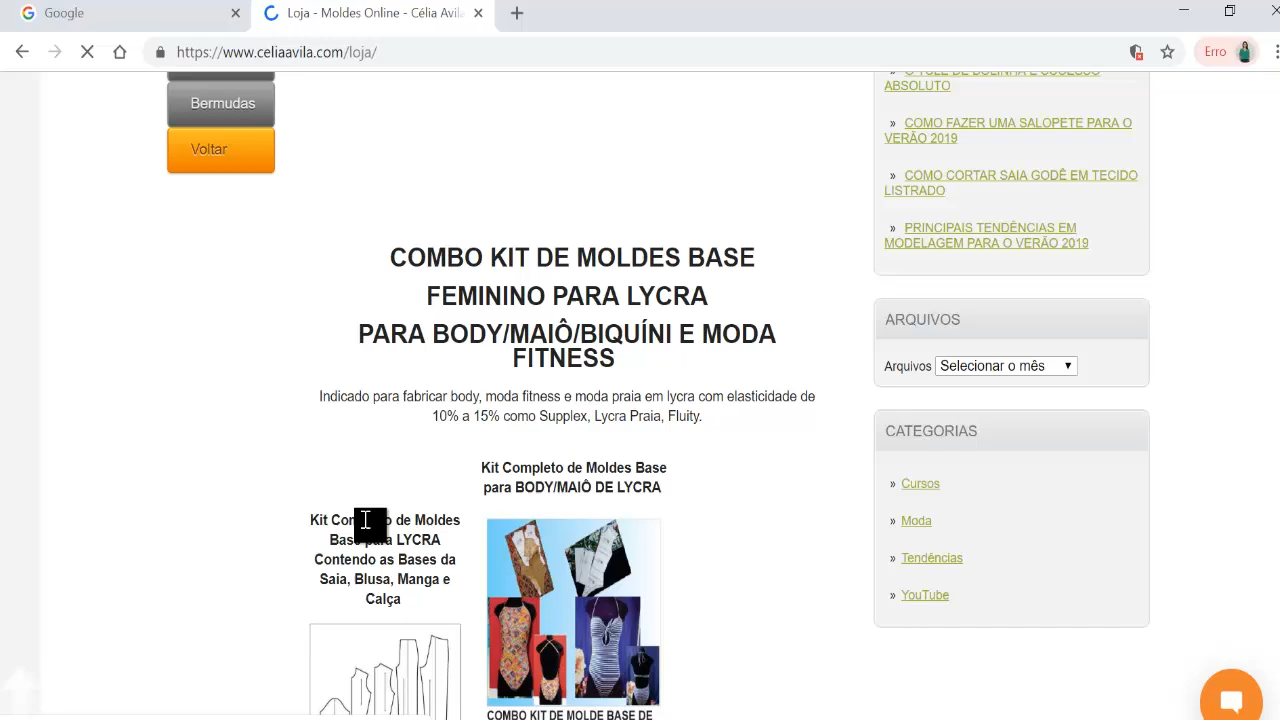 Google
Loja - Moldes Online - Célia Avila
https://www.celiaavila.com/loja/
Erro
Bermudas
Voltar
COMBO KIT DE MOLDES BASE
FEMININO PARA LYCRA
PARA BODY/MAIÔ/BIQUÍNI E MODA
FITNESS
Indicado para fabricar body, moda fitness e moda praia em lycra com elasticidade de
10% a 15% como Supplex, Lycra Praia, Fluity.
Kit Completo de Moldes Base
para BODY/MAIÔ DE LYCRA
Kit Completo de Moldes
Base para LYCRA
Contendo as Bases da
Saia, Blusa, Manga e
Calça
COMBO KIT DE MOLDE BASE DE
ABSOLUTO
» COMO FAZER UMA SALOPETE PARA O
VERÃO 2019
» COMO CORTAR SAIA GODÊ EM TECIDO
LISTRADO
» PRINCIPAIS TENDÊNCIAS EM
MODELAGEM PARA O VERÃO 2019
ARQUIVOS
Arquivos Selecionar o mês
CATEGORIAS
» Cursos
» Moda
» Tendências
» YouTube